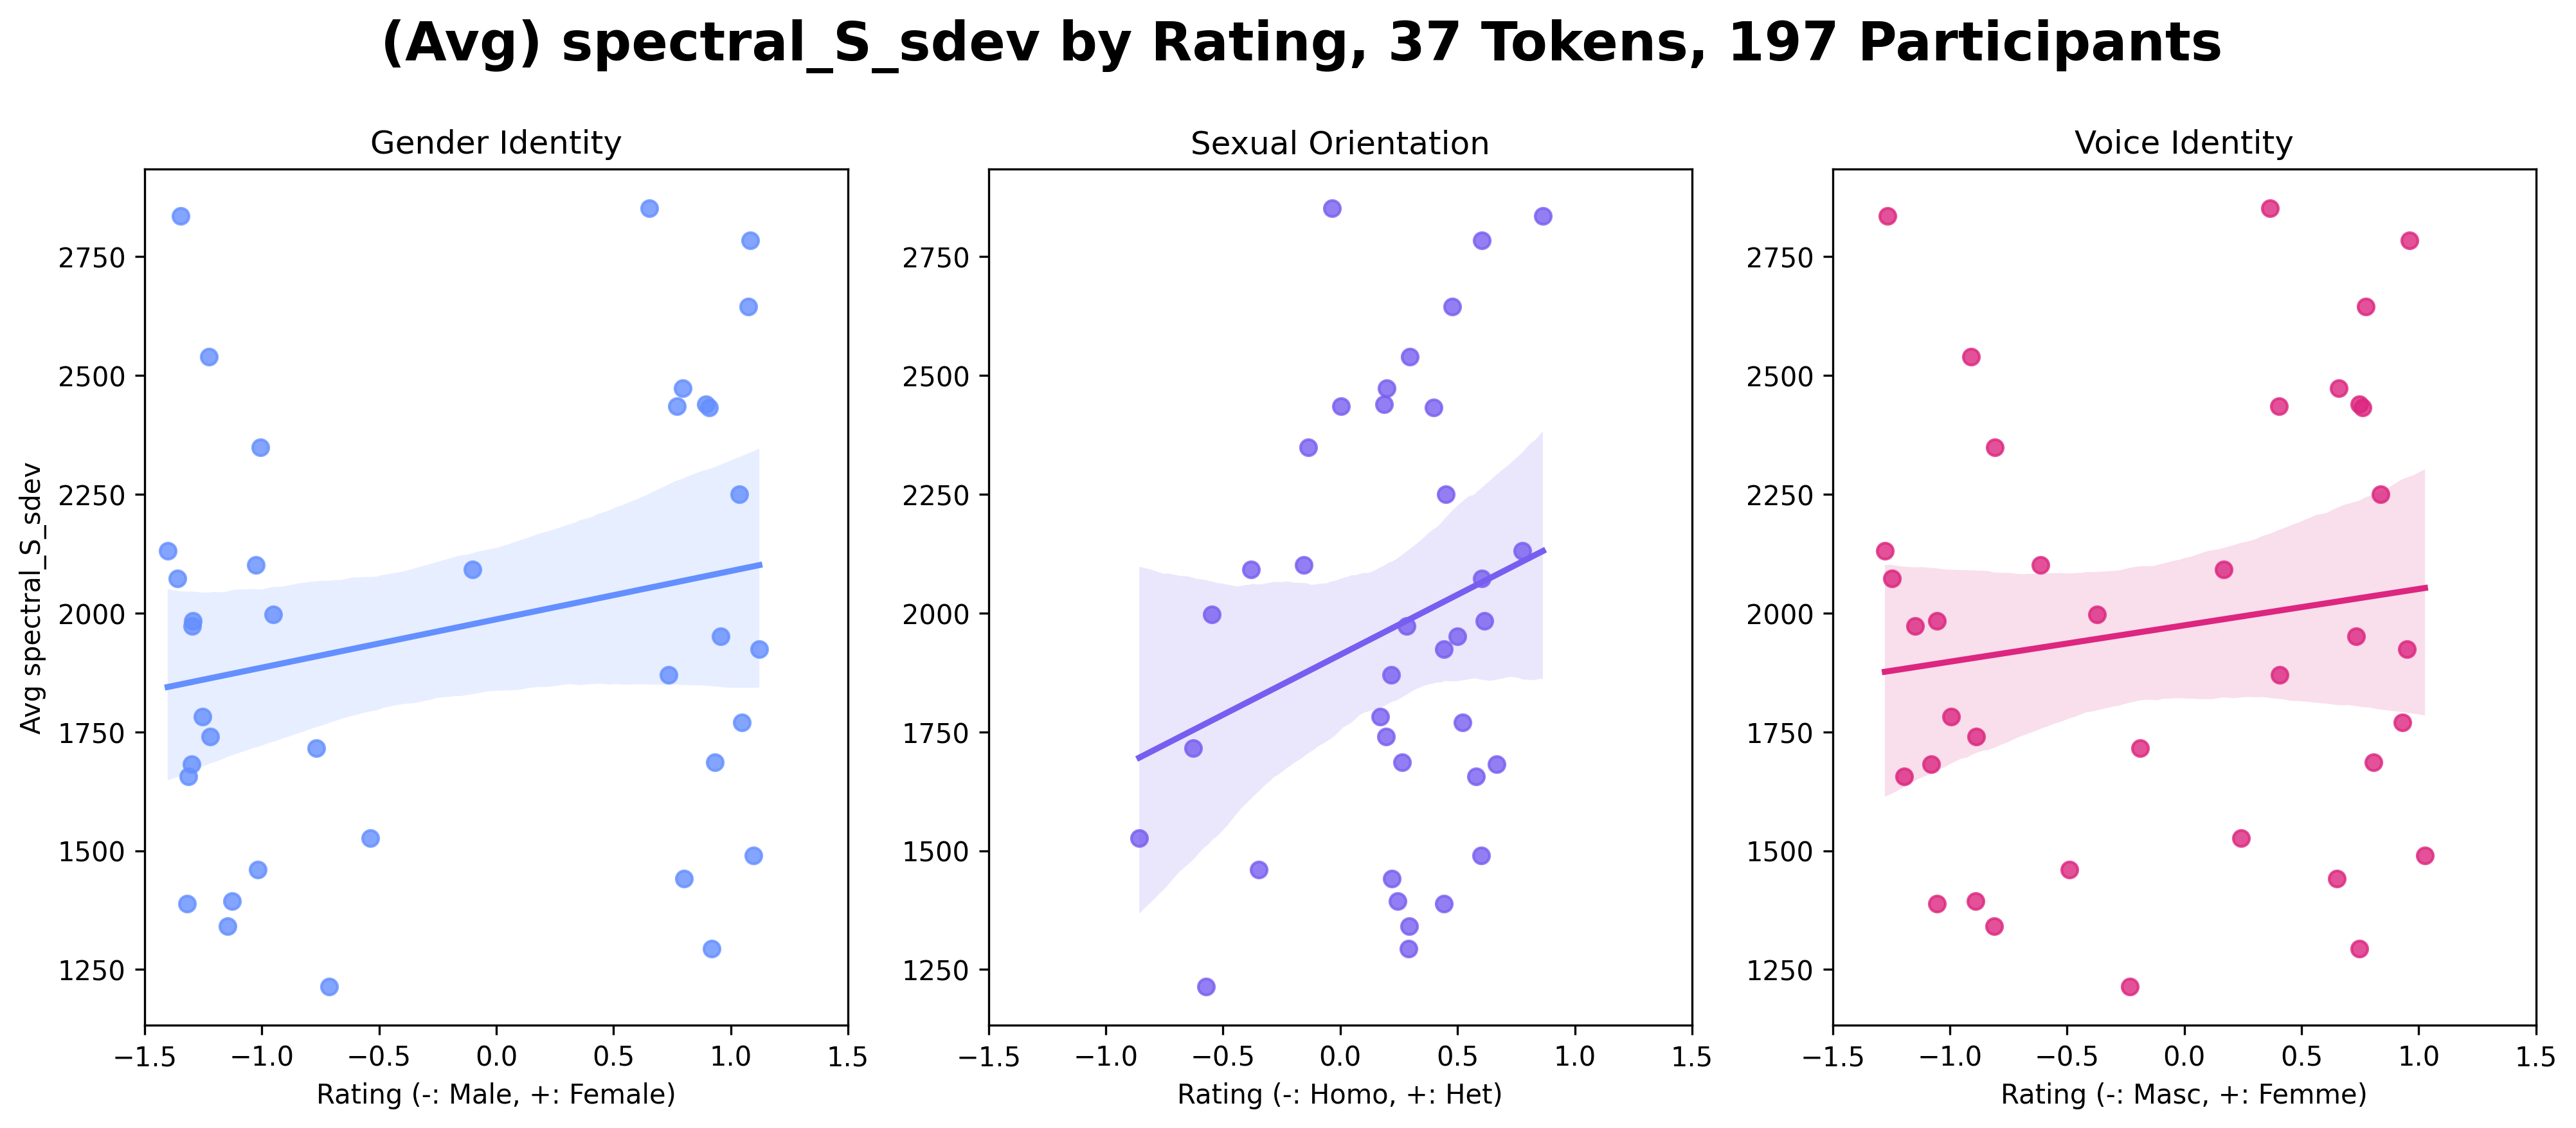 (Avg) spectral_S_sdev by Rating, 37 Tokens, 197 Participants
Gender Identity
Avg spectral_S_sdev
2750
2500
2250
2000
1750
1500
1250
−1.5 −1.0 −0.5 0.0 0.5 1.0 1.5
Rating (-: Male, +: Female)
Sexual Orientation
2750
2500
2250
2000
1750
1500
1250
−1.5 −1.0 −0.5 0.0 0.5 1.0 1.5
Rating (-: Homo, +: Het)
Voice Identity
2750
2500
2250
2000
1750
1500
1250
−1.5 −1.0 −0.5 0.0 0.5 1.0 1.5
Rating (-: Masc, +: Femme)